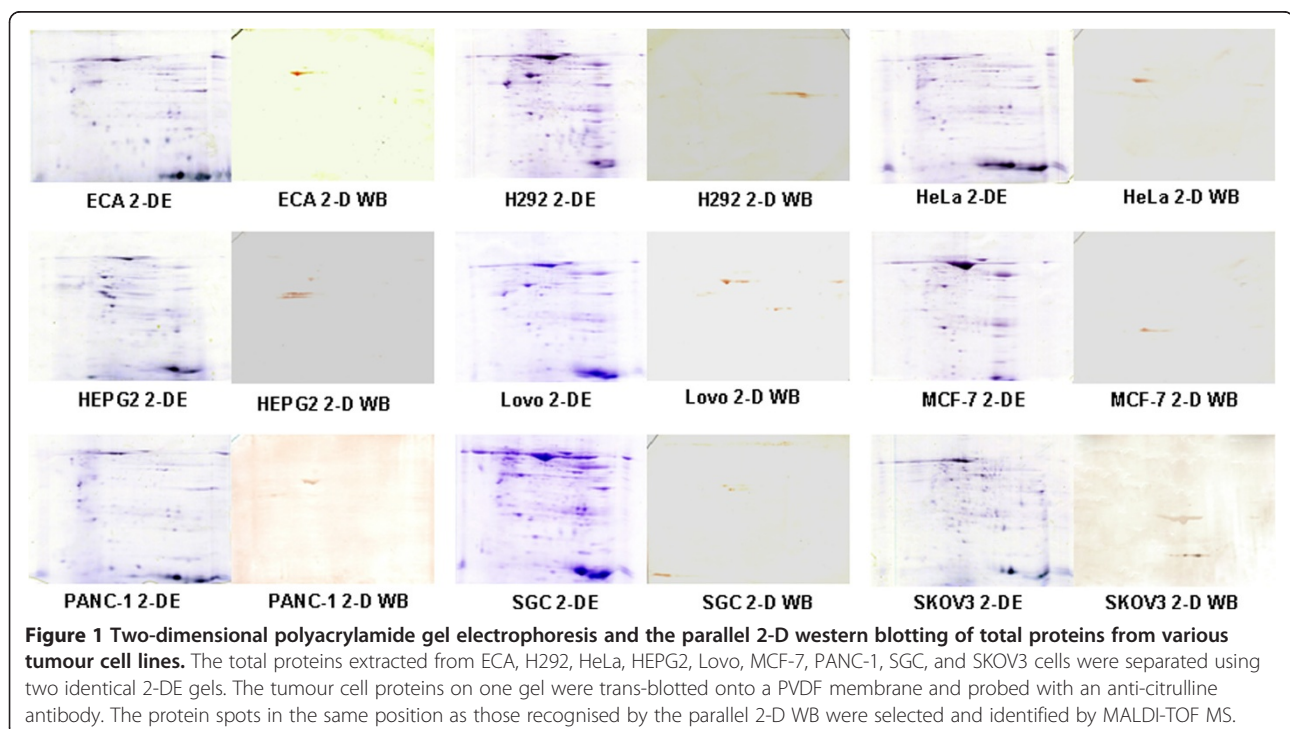 ECA 2-DE ECA 2-D WB H292 2-DE H292 2-D WB HeLa 2-DE HeLa 2-D WB
HEPG2 2-DE HEPG2 2-D WB Lovo 2-DE Lovo 2-D WB MCF-7 2-DE MCF-7 2-D WB
PANC-1 2-DE PANC-1 2-D WB SGC 2-DE SGC 2-D WB SKOV3 2-DE SKOV3 2-D WB
Figure 1 Two-dimensional polyacrylamide gel electrophoresis and the parallel 2-D western blotting of total proteins from various
tumour cell lines. The total proteins extracted from ECA, H292, HeLa, HEPG2, Lovo, MCF-7, PANC-1, SGC, and SKOV3 cells were separated using
two identical 2-DE gels. The tumour cell proteins on one gel were trans-blotted onto a PVDF membrane and probed with an anti-citrulline
antibody. The protein spots in the same position as those recognised by the parallel 2-D WB were selected and identified by MALDI-TOF MS.